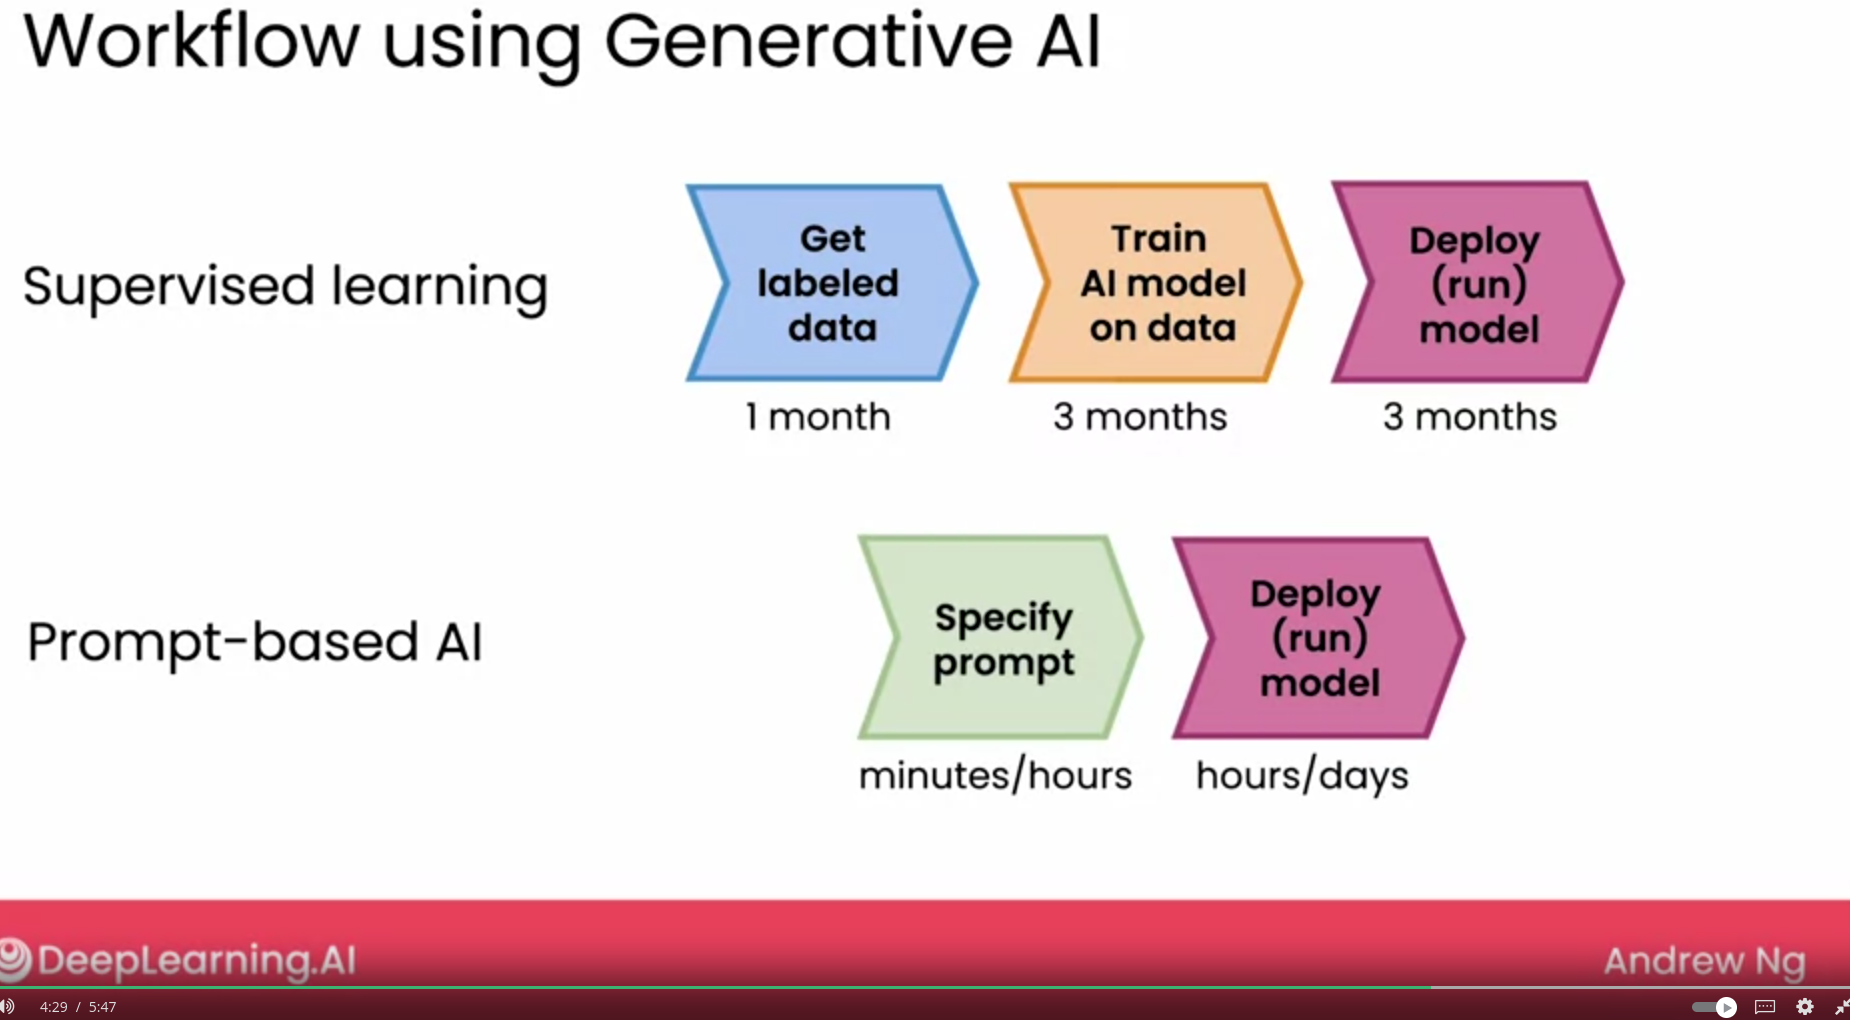 Workflow using Generative AI
Supervised learning
Get
labeled
data
Train
AI model
on data
Deploy
(run)
model
1 month
3 months
3 months
Prompt-based AI
Specify
prompt
Deploy
(run)
model
minutes/hours
hours/days
DeepLearning.AI
Andrew Ng
4:29 / 5:47